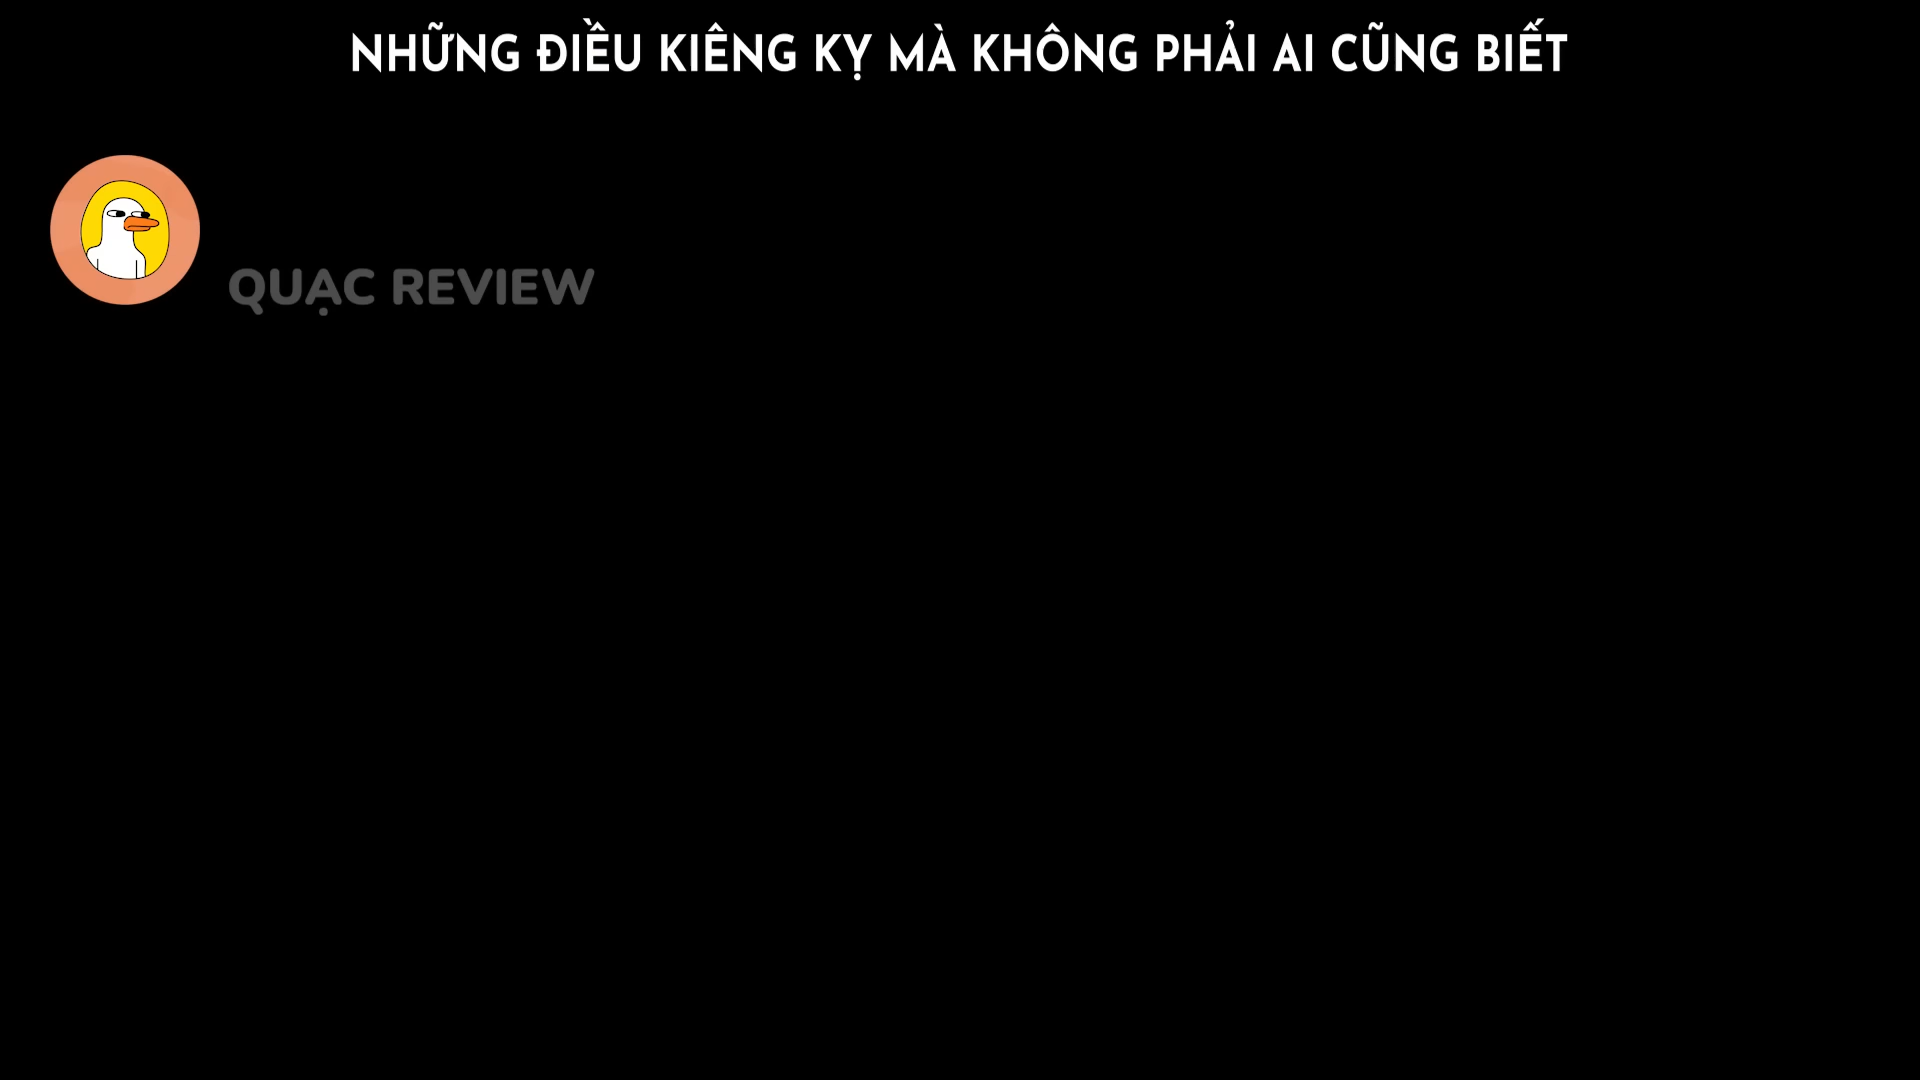 NHỮNG ĐIỀU KIÊNG KỴ MÀ KHÔNG PHẢI AI CŨNG BIẾT
QUẠC REVIEW